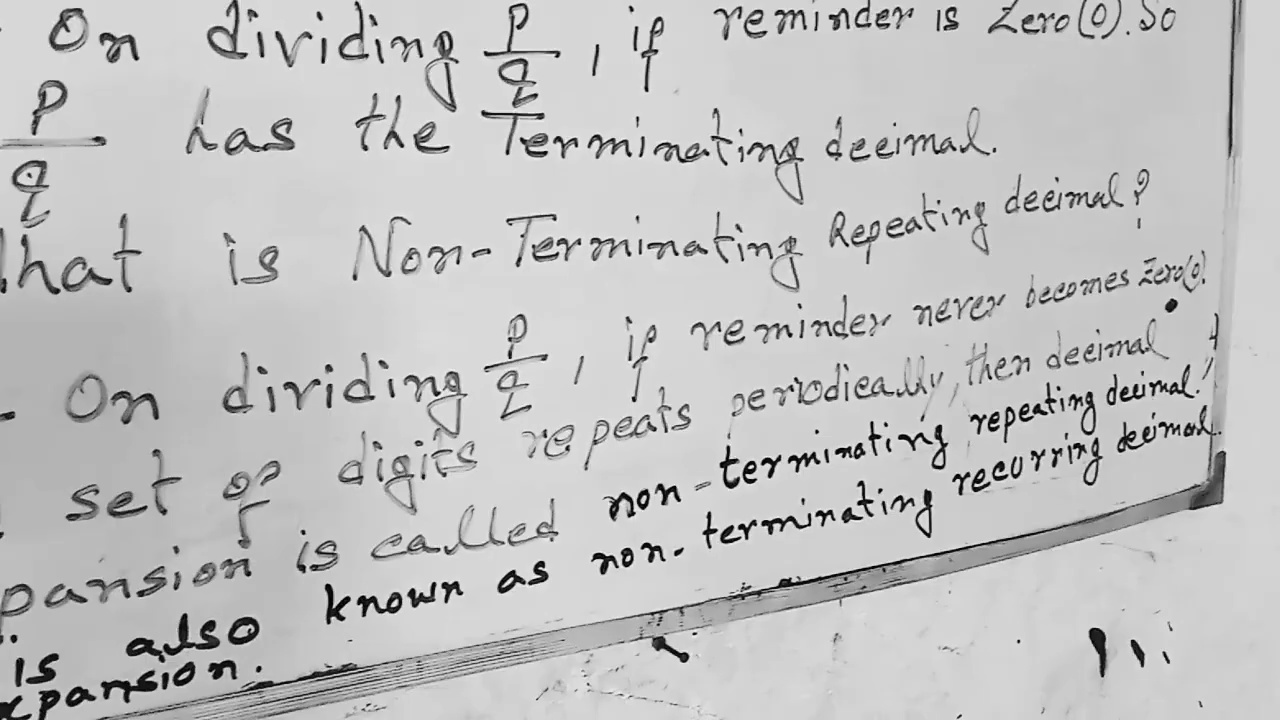 On dividing p/q, if reminder is Zero(0). So
p/q has the Terminating decimal.
hat is Non-Terminating Repeating decimal?
On dividing p/q, if reminder never becomes Zero(0).
set of digits repeats periodically, then decimal
pansion is called non-terminating repeating decimal.
is also known as non-terminating recurring decimal
xpansion.